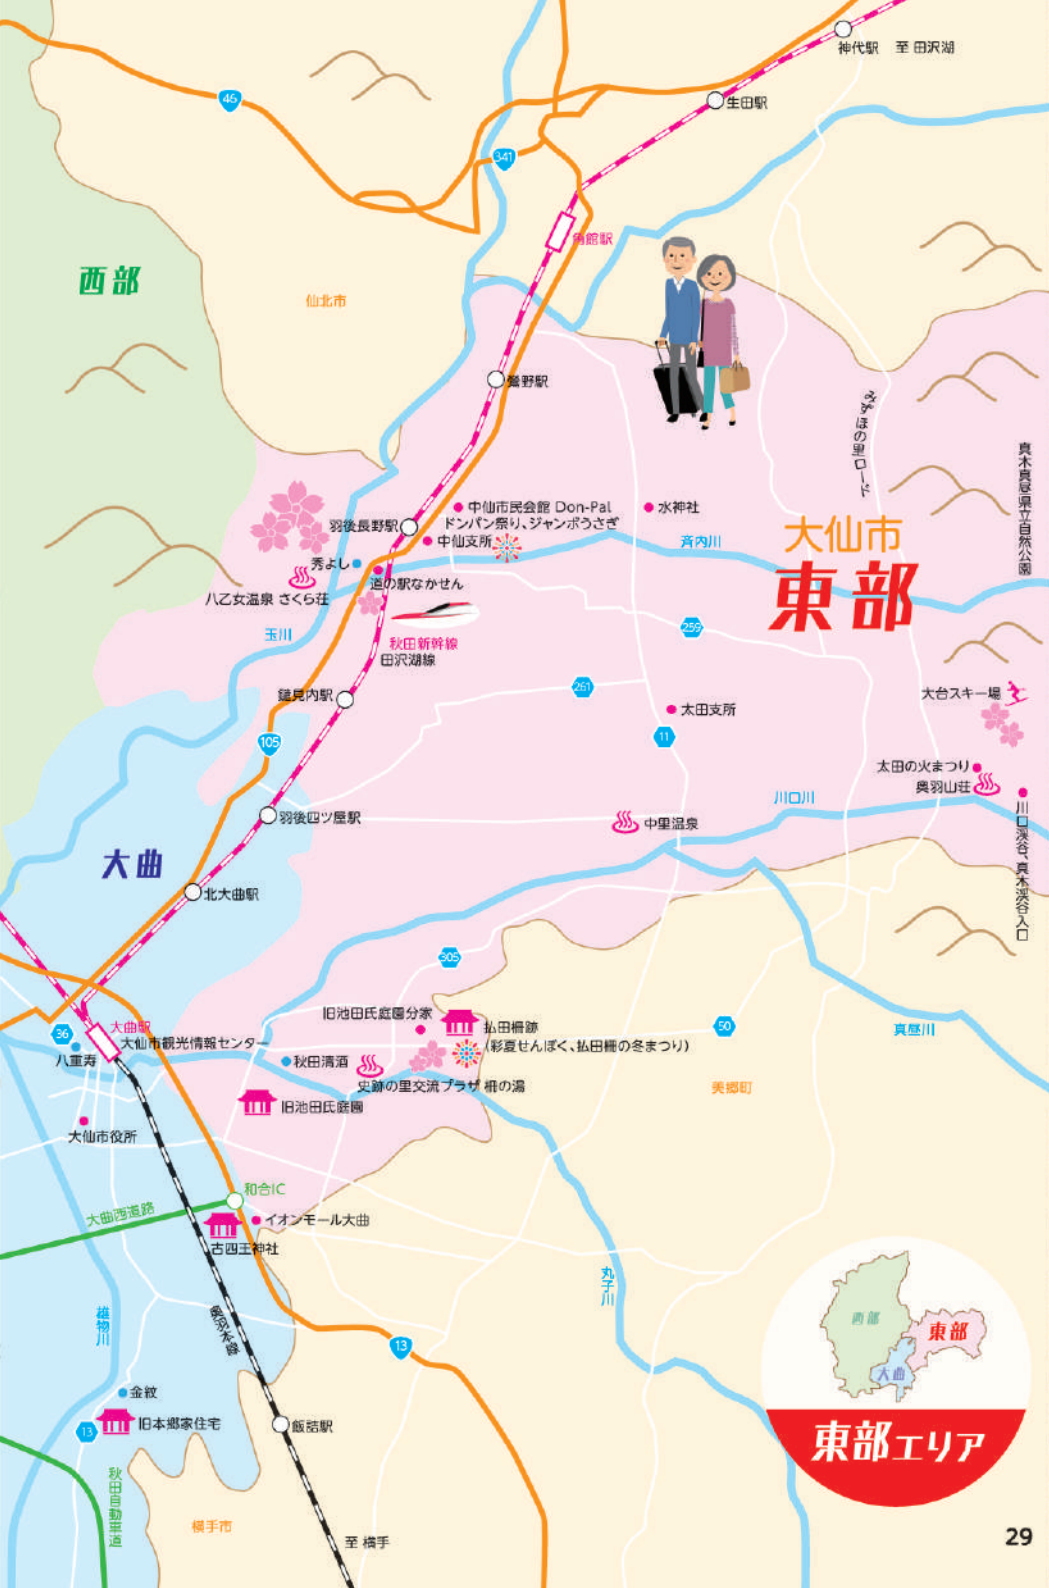 神代駅 至 田沢湖
46
生田駅
341
角館駅
西部
仙北市
鶯野駅
みずほの里ロード
真木真昼県立自然公園
中仙市民会館 Don-Pal
ドンパン祭り、ジャンボうさぎ
水神社
羽後長野駅
中仙支所
斉内川
大仙市
東部
秀よし
道の駅なかせん
八乙女温泉 さくら荘
玉川
秋田新幹線
田沢湖線
259
鑓見内駅
261
大台スキー場
太田支所
11
105
太田の火まつり
奥羽山荘
川口川
羽後四ツ屋駅
中里温泉
川口渓谷、真木渓谷入口
大曲
北大曲駅
305
旧池田氏庭園分家
払田柵跡
(彩夏せんぼく、払田柵の冬まつり)
50
真昼川
36
大曲駅
大仙市観光情報センター
八重寿
秋田清酒
史跡の里交流プラザ 柵の湯
美郷町
旧池田氏庭園
大仙市役所
和合IC
大曲西道路
イオンモール大曲
古四王神社
丸子川
雄物川
奥羽本線
13
西部
東部
大曲
金紋
13
旧本郷家住宅
飯詰駅
東部エリア
秋田自動車道
横手市
至 横手
29